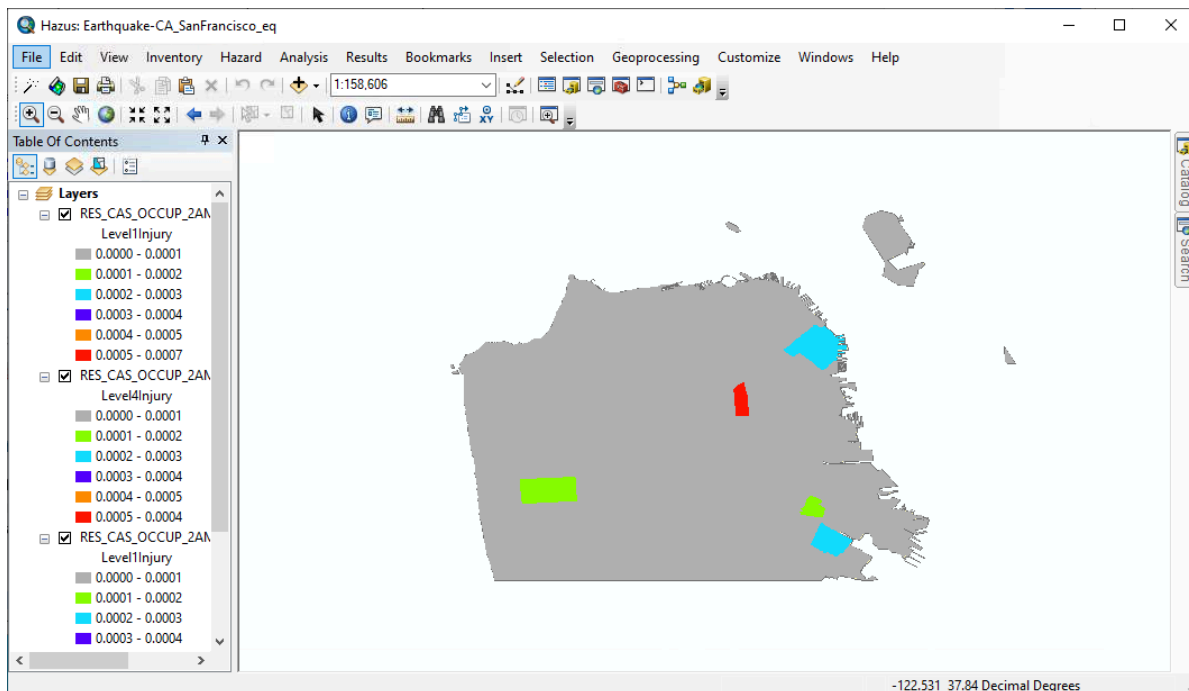 Hazus: Earthquake-CA_SanFrancisco_eq
File Edit View Inventory Hazard Analysis Results Bookmarks Insert Selection Geoprocessing Customize Windows Help
1:158,606
XY
Table Of Contents
Layers
RES_CAS_OCCUP_2AN
Level1Injury
0.0000 - 0.0001
0.0001 - 0.0002
0.0002 - 0.0003
0.0003 - 0.0004
0.0004 - 0.0005
0.0005 - 0.0007
RES_CAS_OCCUP_2AN
Level4Injury
0.0000 - 0.0001
0.0001 - 0.0002
0.0002 - 0.0003
0.0003 - 0.0004
0.0004 - 0.0005
0.0005 - 0.0004
RES_CAS_OCCUP_2AN
Level1Injury
0.0000 - 0.0001
0.0001 - 0.0002
0.0002 - 0.0003
0.0003 - 0.0004
Catalog
Search
-122.531 37.84 Decimal Degrees